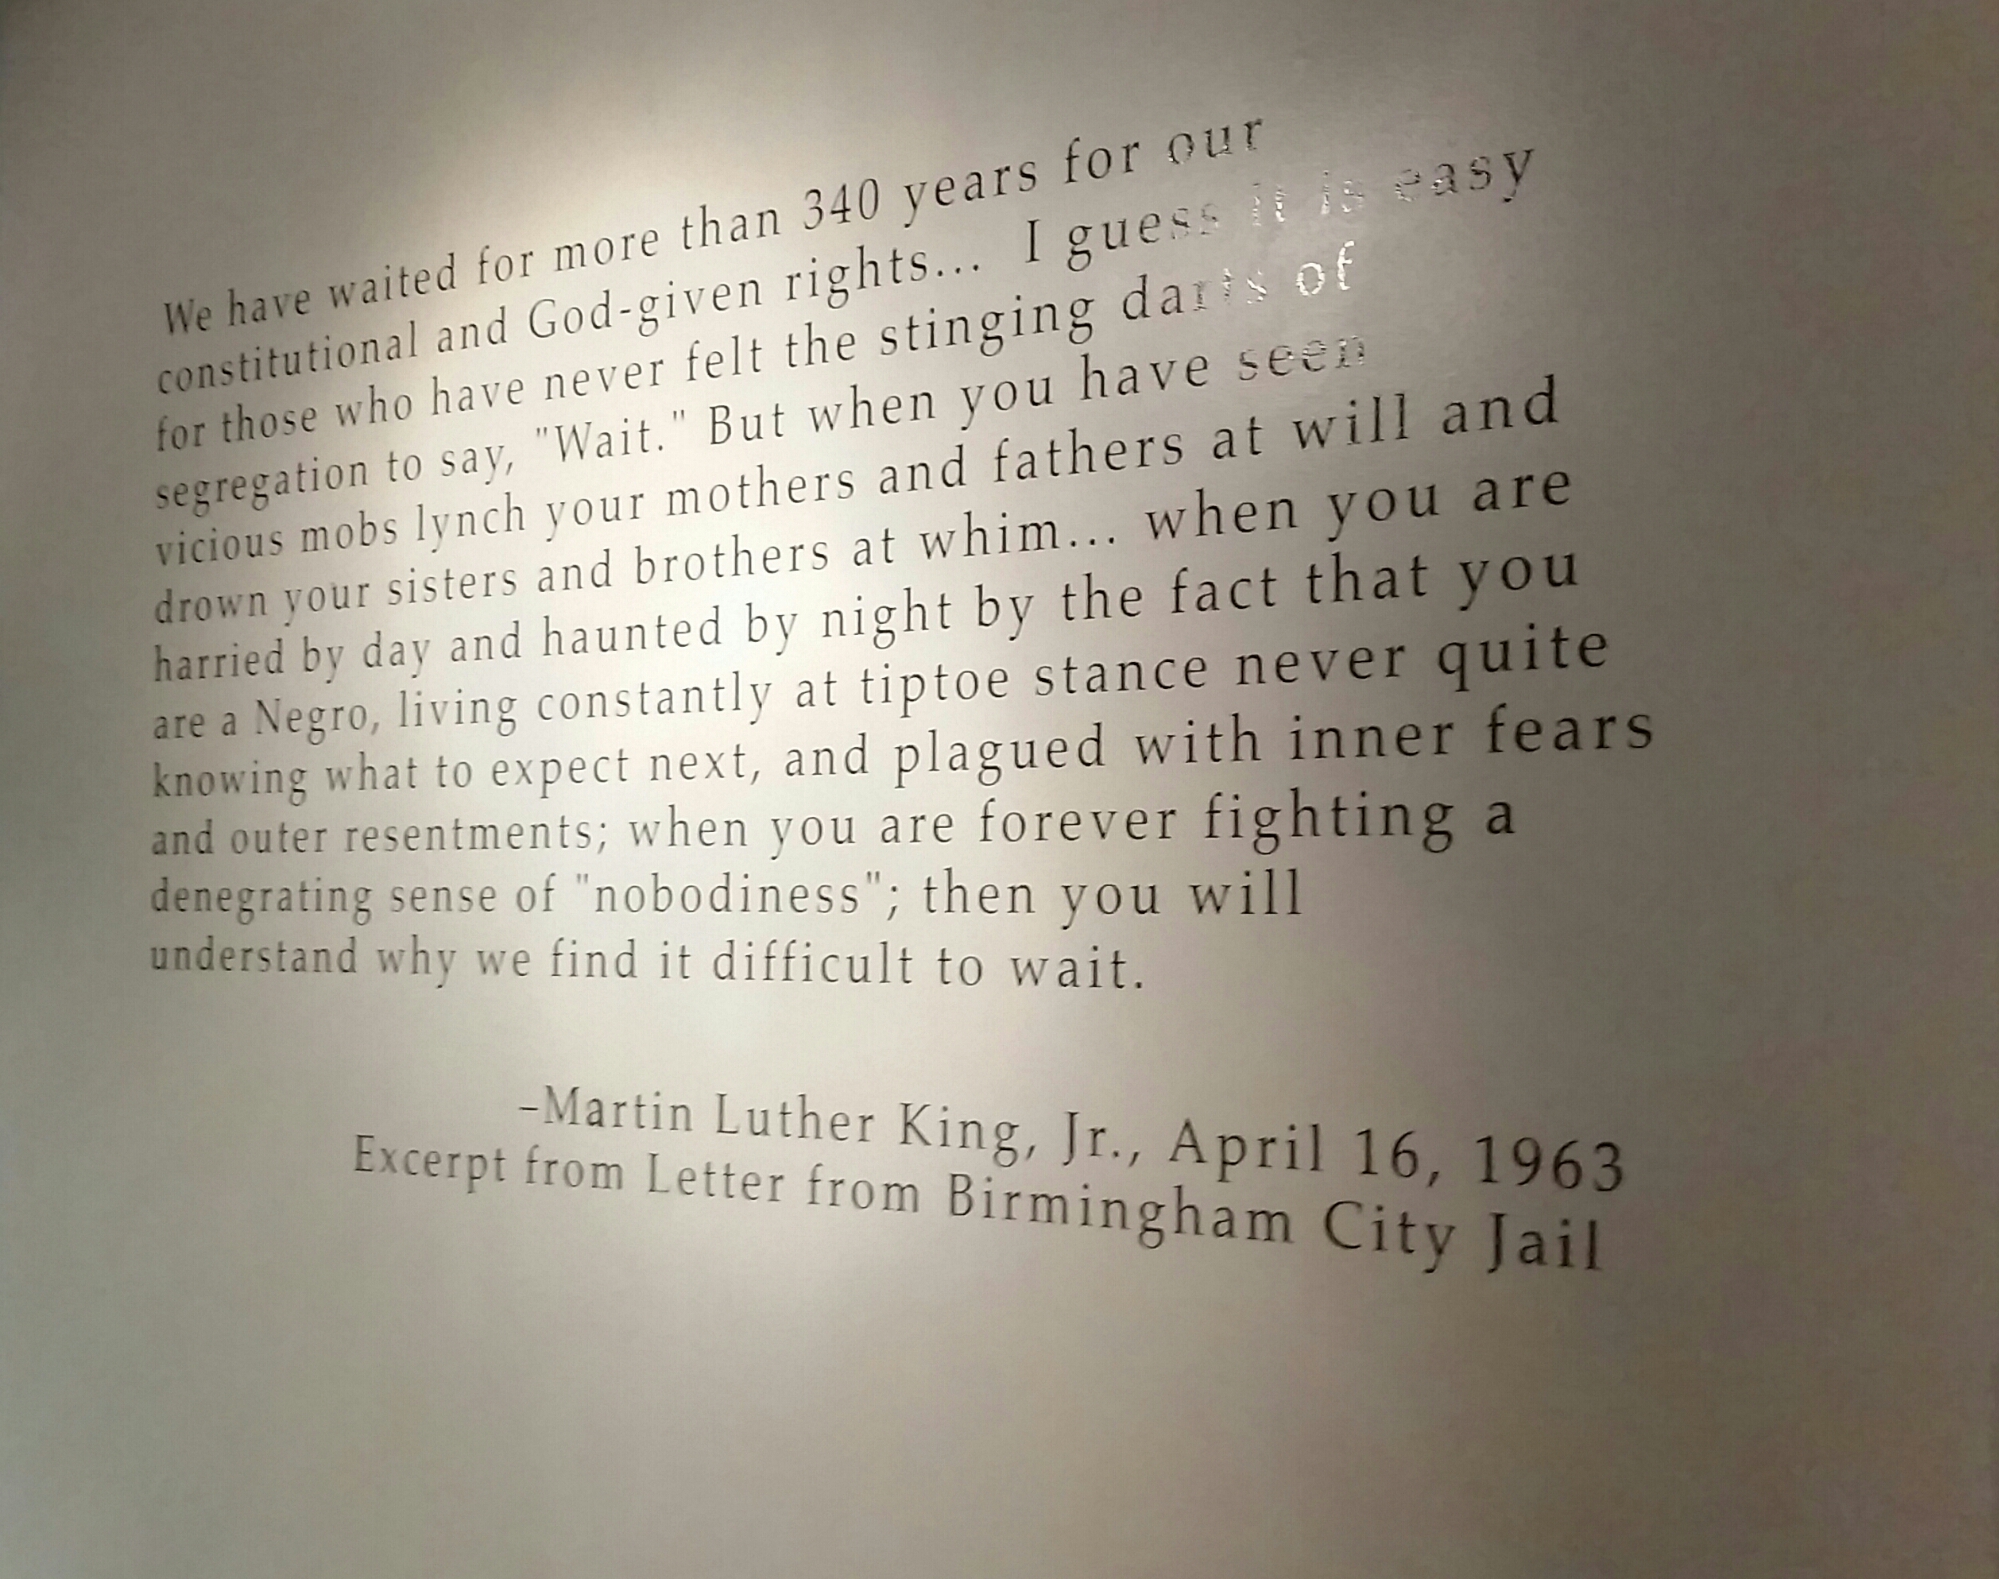 We have waited for more than 340 years for our
constitutional and God-given rights... I guess it is easy
for those who have never felt the stinging darts of
segregation to say, "Wait." But when you have seen
vicious mobs lynch your mothers and fathers at will and
drown your sisters and brothers at whim... when you are
harried by day and haunted by night by the fact that you
are a Negro, living constantly at tiptoe stance never quite
knowing what to expect next, and plagued with inner fears
and outer resentments; when you are forever fighting a
denegrating sense of "nobodiness"; then you will
understand why we find it difficult to wait.
–Martin Luther King, Jr., April 16, 1963
Excerpt from Letter from Birmingham City Jail